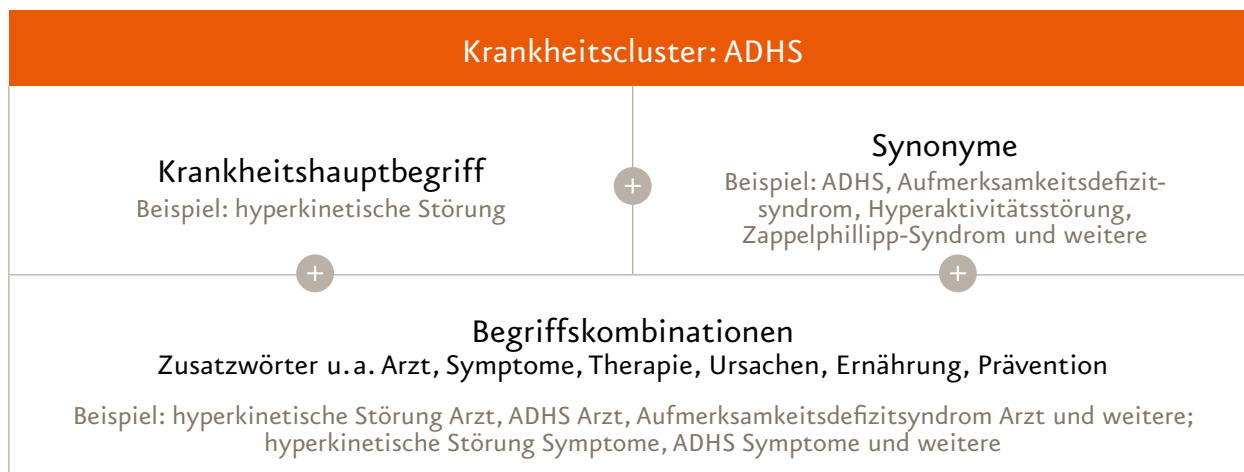 Krankheitscluster: ADHS
Krankheitshauptbegriff
Beispiel: hyperkinetische Störung
+
Synonyme
Beispiel: ADHS, Aufmerksamkeitsdefizit-
syndrom, Hyperaktivitätsstörung,
Zappelphillipp-Syndrom und weitere
+
+
Begriffskombinationen
Zusatzwörter u. a. Arzt, Symptome, Therapie, Ursachen, Ernährung, Prävention
Beispiel: hyperkinetische Störung Arzt, ADHS Arzt, Aufmerksamkeitsdefizitsyndrom Arzt und weitere;
hyperkinetische Störung Symptome, ADHS Symptome und weitere